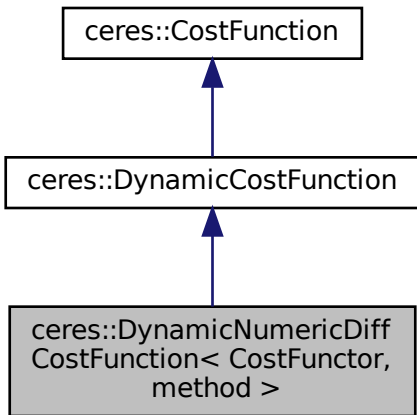 ceres::CostFunction
ceres::DynamicCostFunction
ceres::DynamicNumericDiff
CostFunction< CostFunctor,
method >